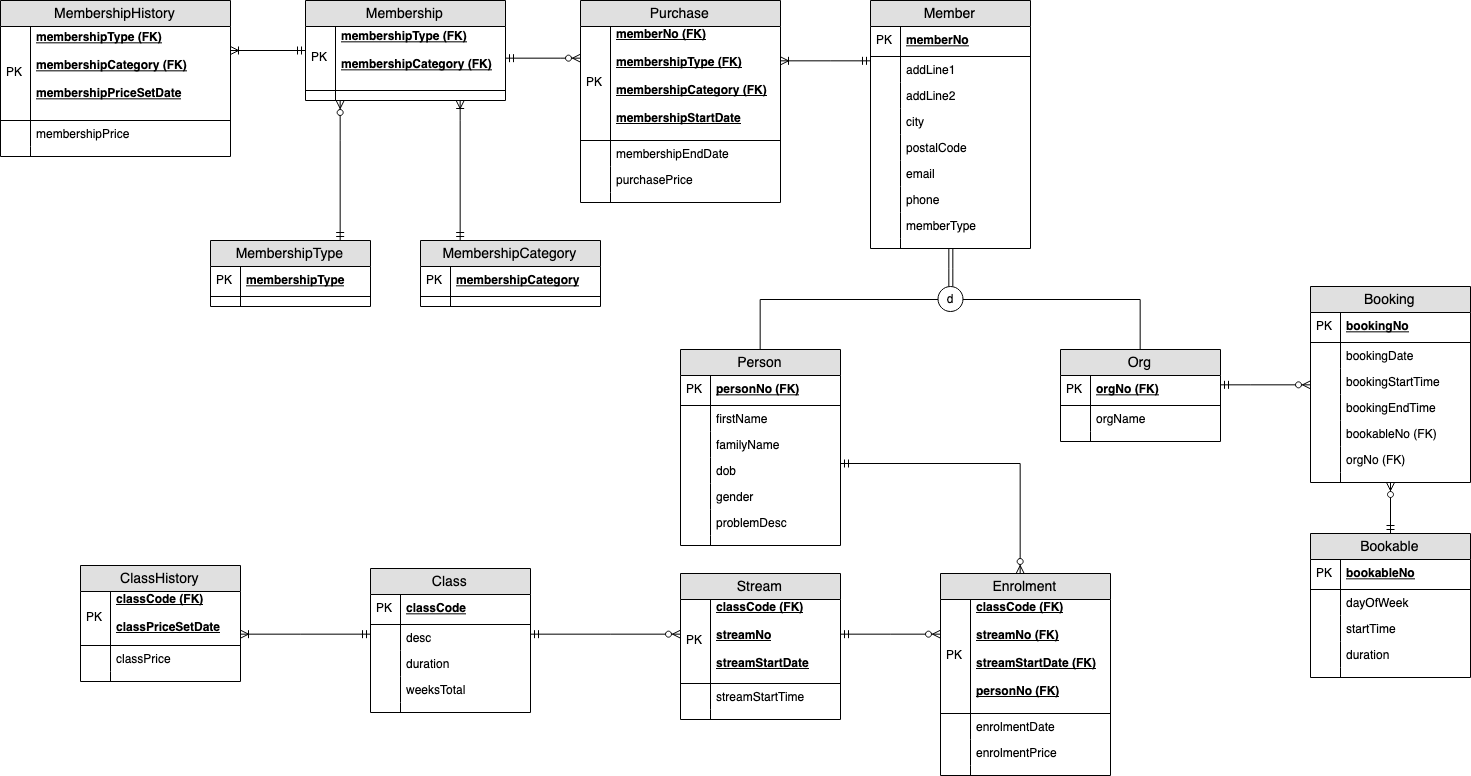 MembershipHistory
PK
membershipType (FK)
membershipCategory (FK)
membershipPriceSetDate
membershipPrice
Membership
PK
membershipType (FK)
membershipCategory (FK)
Purchase
PK
memberNo (FK)
membershipType (FK)
membershipCategory (FK)
membershipStartDate
membershipEndDate
purchasePrice
Member
PK
memberNo
addLine1
addLine2
city
postalCode
email
phone
memberType
MembershipType
PK
membershipType
MembershipCategory
PK
membershipCategory
d
Person
PK
personNo (FK)
firstName
familyName
dob
gender
problemDesc
Org
PK
orgNo (FK)
orgName
Booking
PK
bookingNo
bookingDate
bookingStartTime
bookingEndTime
bookableNo (FK)
orgNo (FK)
Bookable
PK
bookableNo
dayOfWeek
startTime
duration
ClassHistory
PK
classCode (FK)
classPriceSetDate
classPrice
Class
PK
classCode
desc
duration
weeksTotal
Stream
PK
classCode (FK)
streamNo
streamStartDate
streamStartTime
Enrolment
PK
classCode (FK)
streamNo (FK)
streamStartDate (FK)
personNo (FK)
enrolmentDate
enrolmentPrice